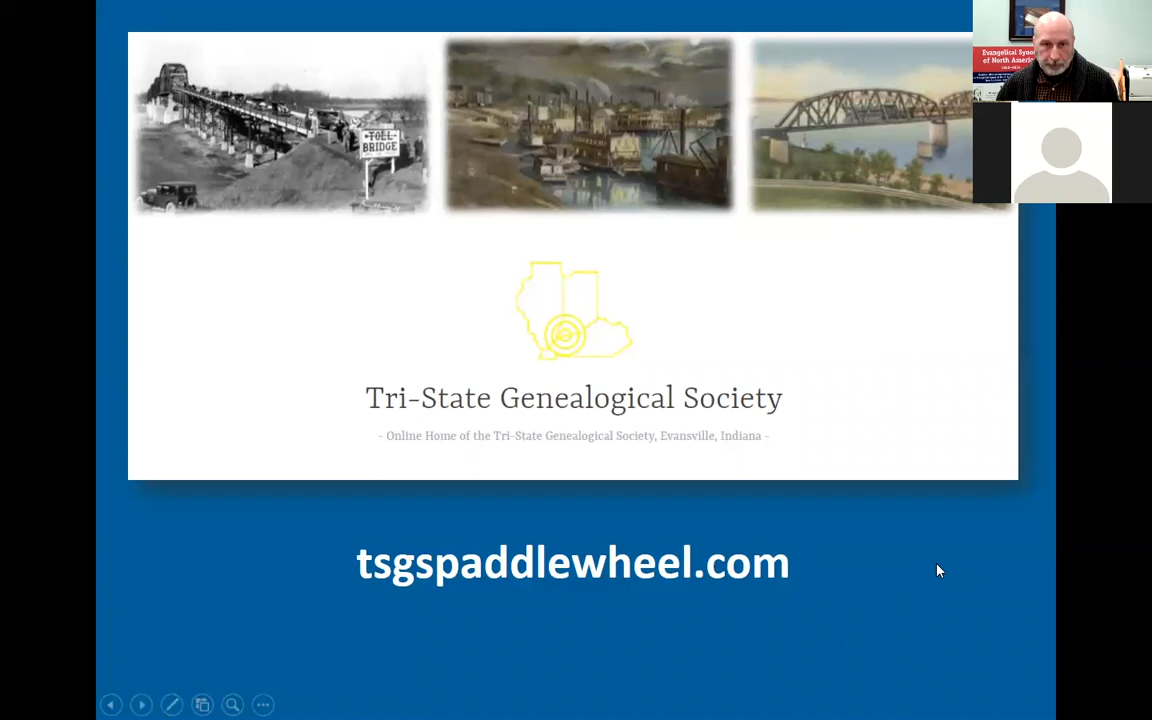 TOLL
BRIDGE
Evangelical Synod
of North America
Tri-State Genealogical Society
- Online Home of the Tri-State Genealogical Society, Evansville, Indiana -
tsgspaddlewheel.com